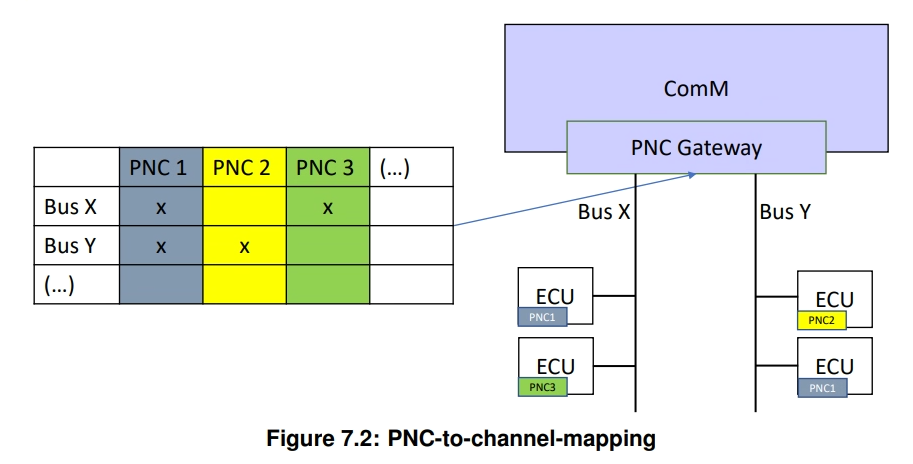 PNC 1 PNC 2 PNC 3 (...)
Bus X x x
Bus Y x x
(...)
ComM
PNC Gateway
Bus X
Bus Y
ECU
PNC1
ECU
PNC3
ECU
PNC2
ECU
PNC1
Figure 7.2: PNC-to-channel-mapping